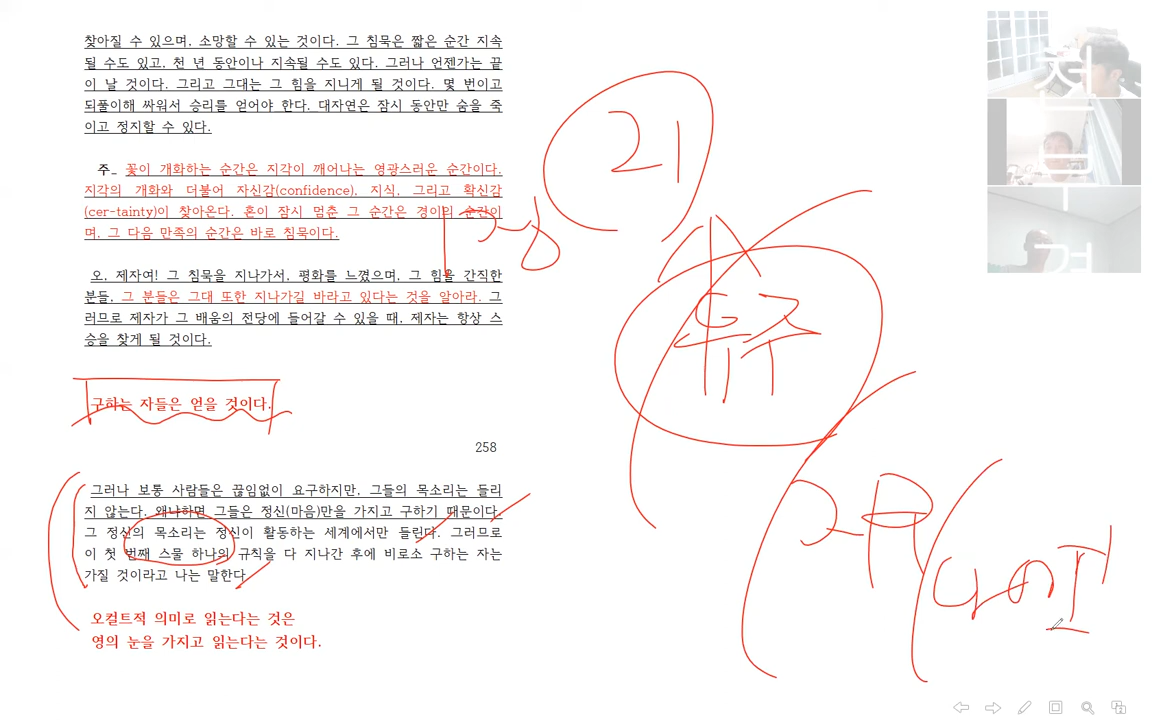 찾아질 수 있으며, 소망할 수 있는 것이다. 그 침묵은 짧은 순간 지속
될 수도 있고, 천 년 동안이나 지속될 수도 있다. 그러나 언젠가는 끝
이 날 것이다. 그리고 그대는 그 힘을 지니게 될 것이다. 몇 번이고
되풀이해 싸워서 승리를 얻어야 한다. 대자연은 잠시 동안만 숨을 죽
이고 정지할 수 있다.
주_ 꽃이 개화하는 순간은 지각이 깨어나는 영광스러운 순간이다.
지각의 개화와 더불어 자신감(confidence), 지식, 그리고 확신감
(cer-tainty)이 찾아온다. 혼이 잠시 멈춘 그 순간은 경이의 순간이
며, 그 다음 만족의 순간은 바로 침묵이다.
오, 제자여! 그 침묵을 지나가서, 평화를 느꼈으며, 그 힘을 간직한
분들, 그 분들은 그대 또한 지나가길 바라고 있다는 것을 알아라. 그
러므로 제자가 그 배움의 전당에 들어갈 수 있을 때, 제자는 항상 스
승을 찾게 될 것이다.
구하는 자들은 얻을 것이다.
258
그러나 보통 사람들은 끊임없이 요구하지만, 그들의 목소리는 들리
지 않는다. 왜냐하면 그들은 정신(마음)만을 가지고 구하기 때문이다.
그 정신의 목소리는 정신이 활동하는 세계에서만 들린다. 그러므로
이 첫 번째 스물 하나의 규칙을 다 지나간 후에 비로소 구하는 자는
가질 것이라고 나는 말한다.
오컬트적 의미로 읽는다는 것은
영의 눈을 가지고 읽는다는 것이다.
21